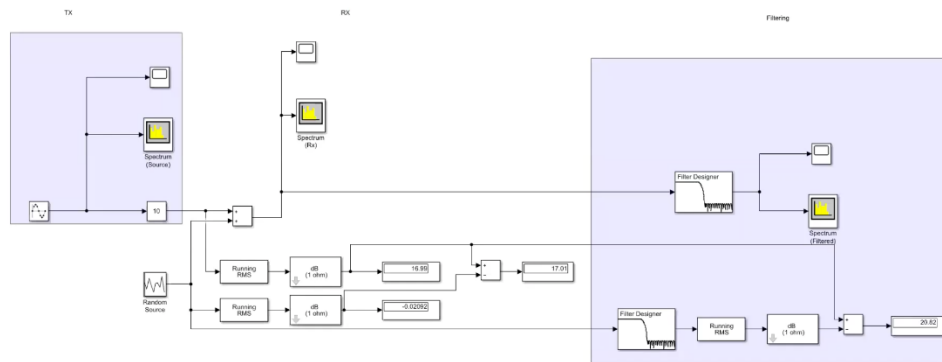 TX
RX
Filtering
Spectrum
(Source)
Spectrum
(Rx)
Filter Designer
Spectrum
(Filtered)
10
+
+
Running
RMS
dB
(1 ohm)
16.99
+
−
17.01
Random
Source
Running
RMS
dB
(1 ohm)
-0.02092
Filter Designer
Running
RMS
dB
(1 ohm)
+
−
20.82